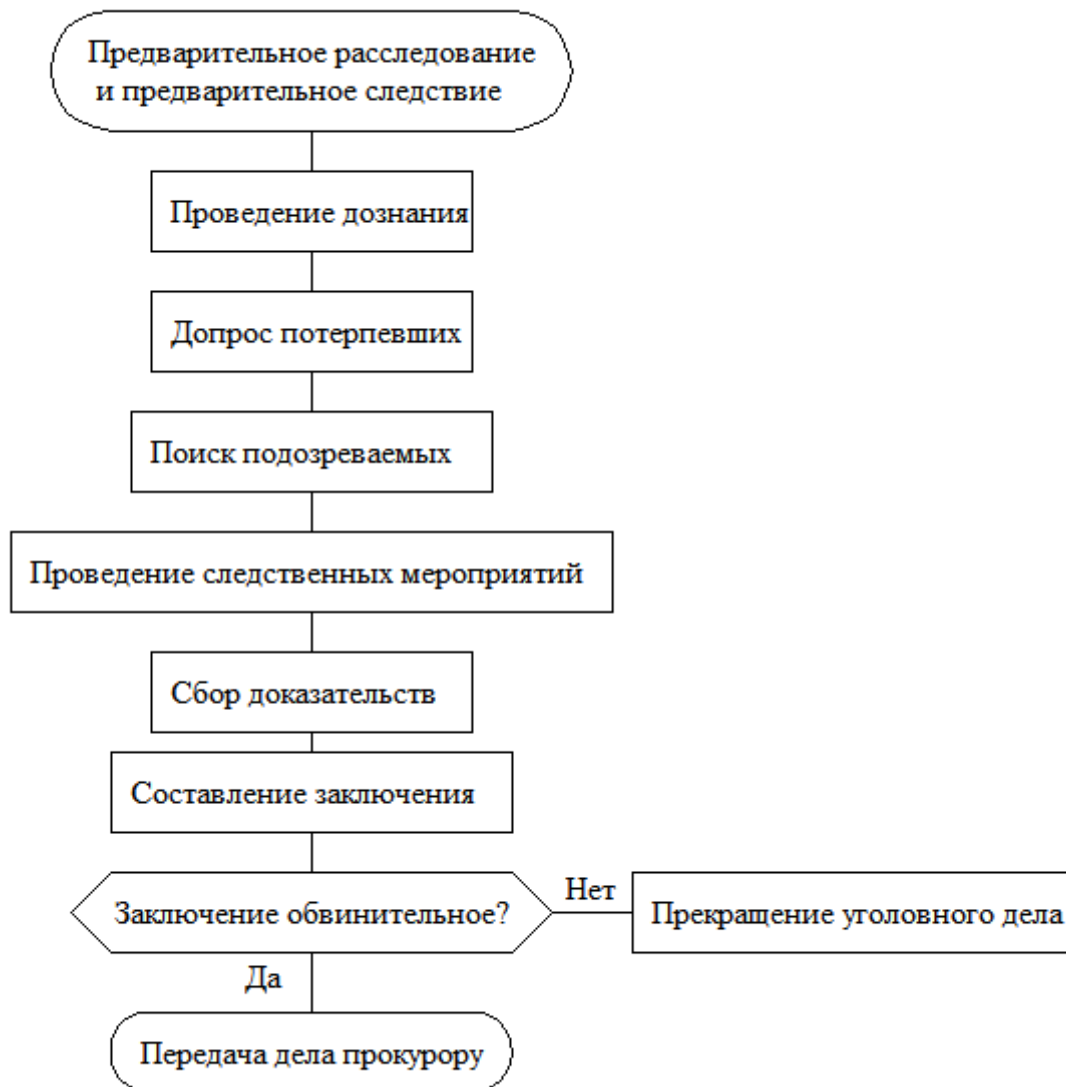 Предварительное расследование
и предварительное следствие
Проведение дознания
Допрос потерпевших
Поиск подозреваемых
Проведение следственных мероприятий
Сбор доказательств
Составление заключения
Заключение обвинительное?
Нет
Прекращение уголовного дела
Да
Передача дела прокурору